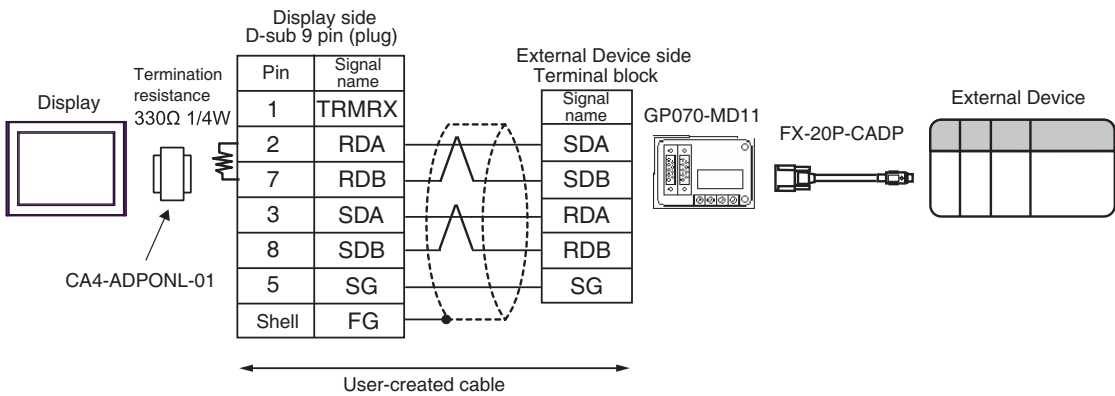 Display side
D-sub 9 pin (plug)
External Device side
Terminal block
Termination
resistance
330Ω 1/4W
Display
Pin
Signal
name
1
TRMRX
2
RDA
7
RDB
3
SDA
8
SDB
5
SG
Shell
FG
Signal
name
SDA
SDB
RDA
RDB
SG
GP070-MD11
FX-20P-CADP
External Device
CA4-ADPONL-01
User-created cable